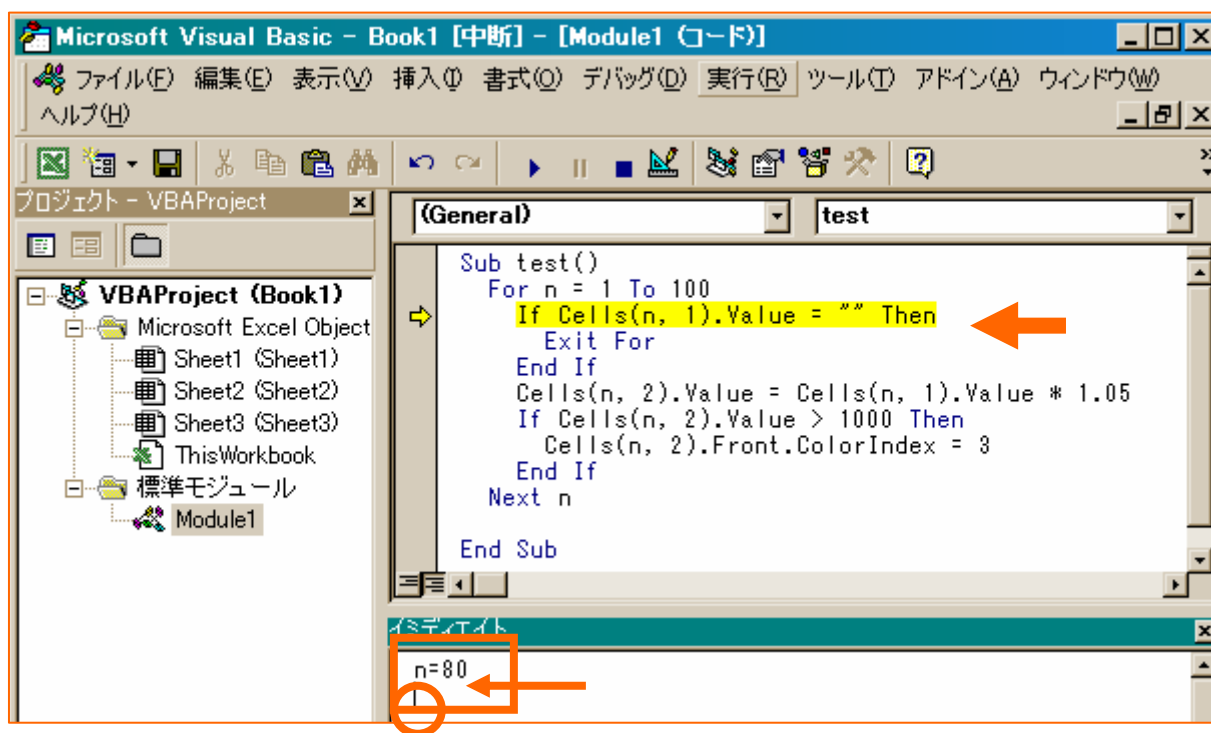 Microsoft Visual Basic - Book1 [中断] - [Module1 (コード)]
ファイル(F) 編集(E) 表示(V) 挿入(I) 書式(O) デバッグ(D) 実行(R) ツール(T) アドイン(A) ウィンドウ(W)
ヘルプ(H)
プロジェクト - VBAProject
VBAProject (Book1)
Microsoft Excel Object
Sheet1 (Sheet1)
Sheet2 (Sheet2)
Sheet3 (Sheet3)
ThisWorkbook
標準モジュール
Module1
(General) test
Sub test()
For n = 1 To 100
If Cells(n, 1).Value = "" Then
Exit For
End If
Cells(n, 2).Value = Cells(n, 1).Value * 1.05
If Cells(n, 2).Value > 1000 Then
Cells(n, 2).Front.ColorIndex = 3
End If
Next n
End Sub
イミディエイト
n=80